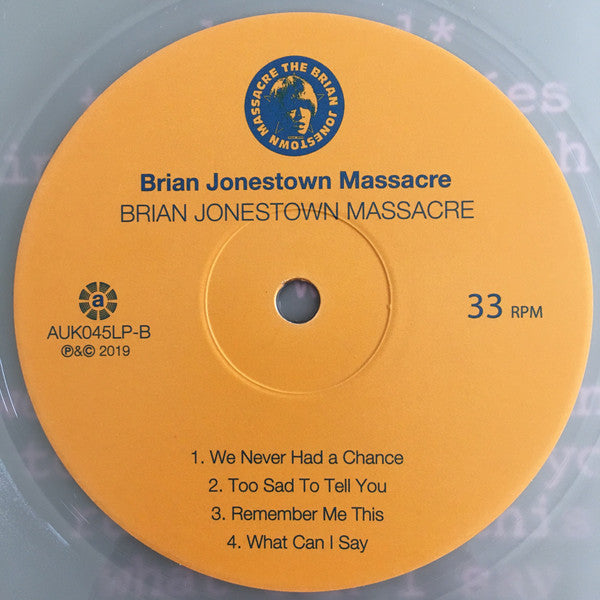 MASSACRE THE BRIAN JONESTOWN
Brian Jonestown Massacre
BRIAN JONESTOWN MASSACRE
a
AUK045LP-B
℗&© 2019
33 RPM
1. We Never Had a Chance
2. Too Sad To Tell You
3. Remember Me This
4. What Can I Say